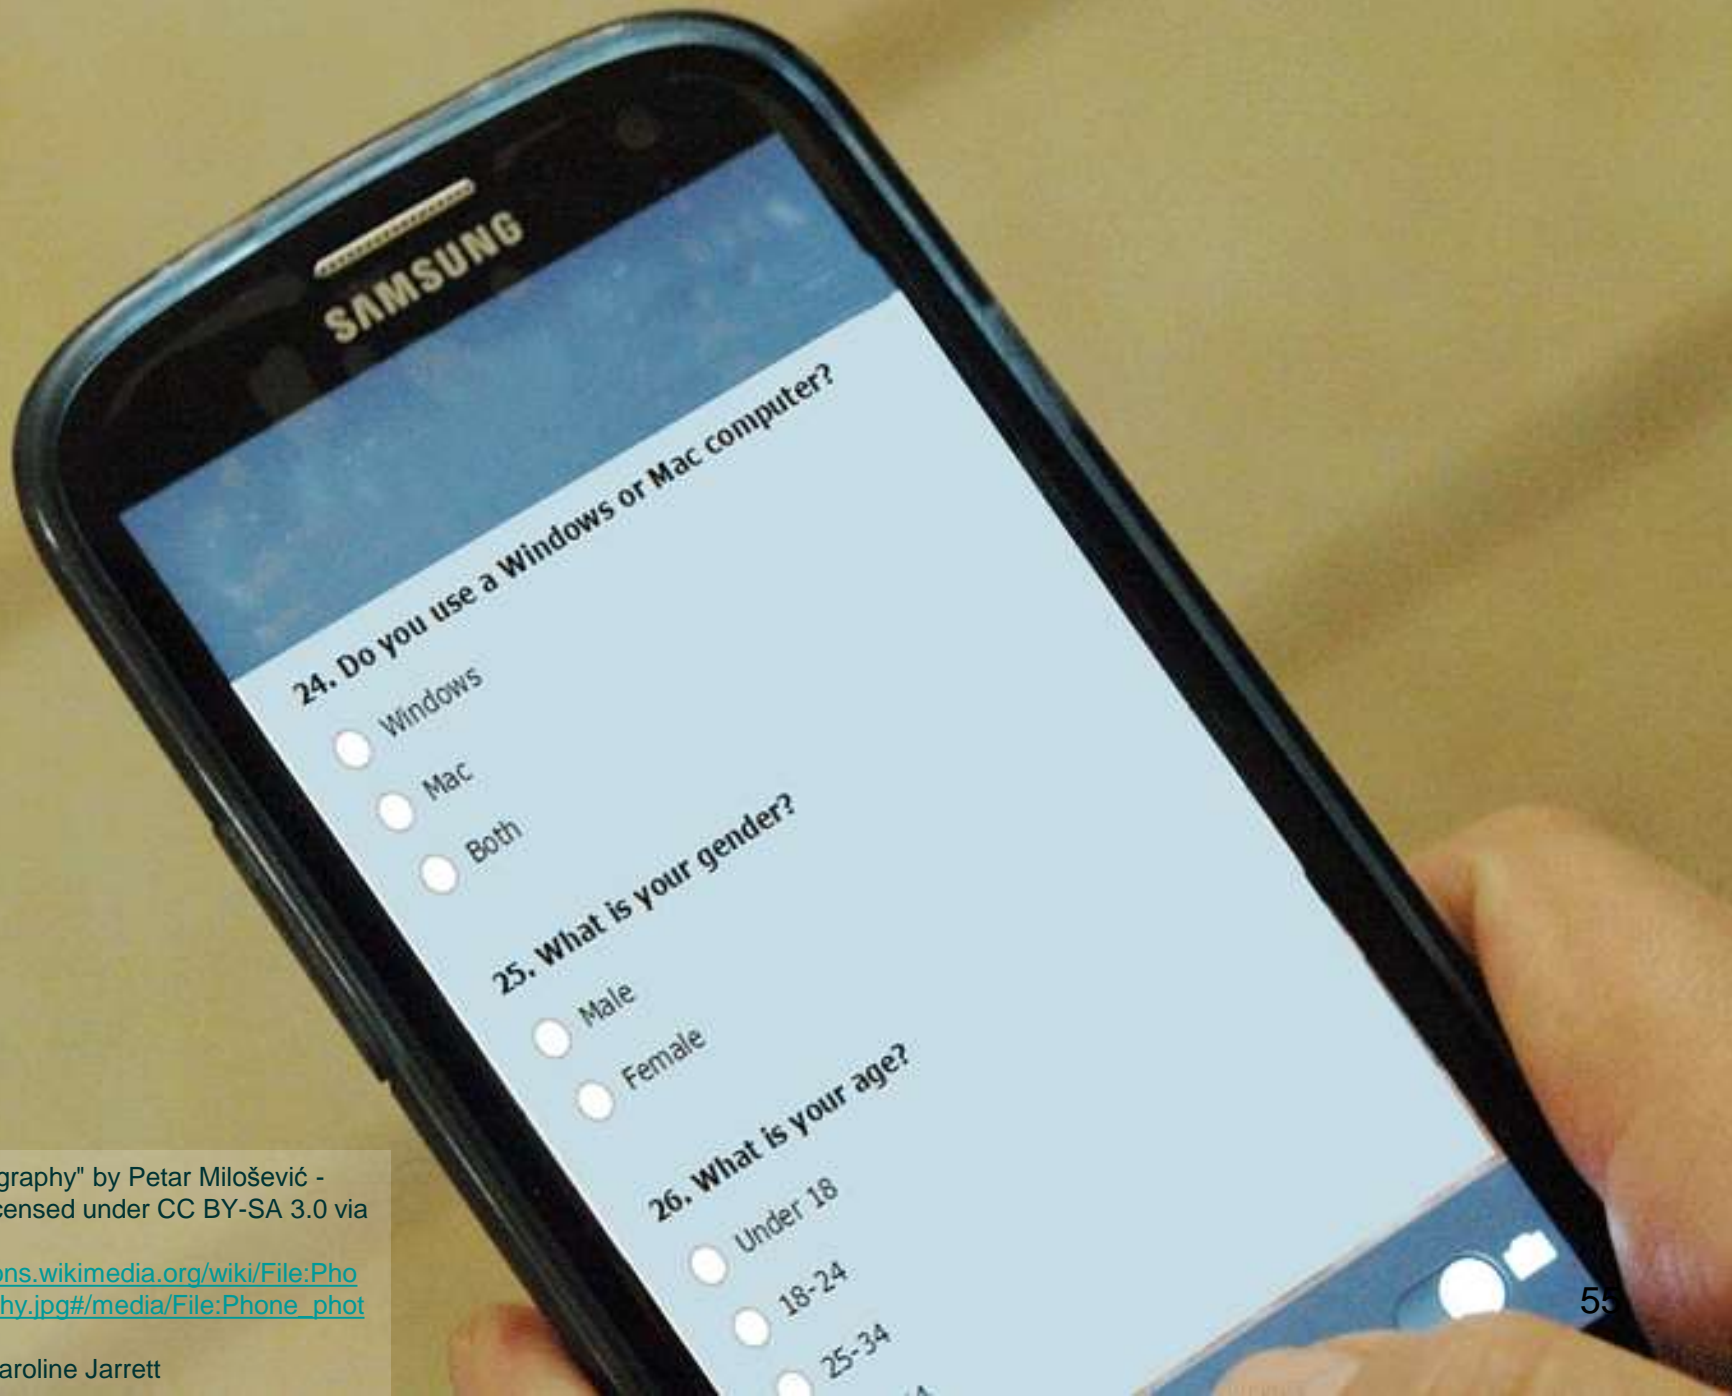 SAMSUNG
24. Do you use a Windows or Mac computer?
Windows
Mac
Both
25. What is your gender?
Male
Female
26. What is your age?
Under 18
18-24
25-34
graphy" by Petar Milošević -
censed under CC BY-SA 3.0 via
ons.wikimedia.org/wiki/File:Pho
hy.jpg#/media/File:Phone_phot
aroline Jarrett
55